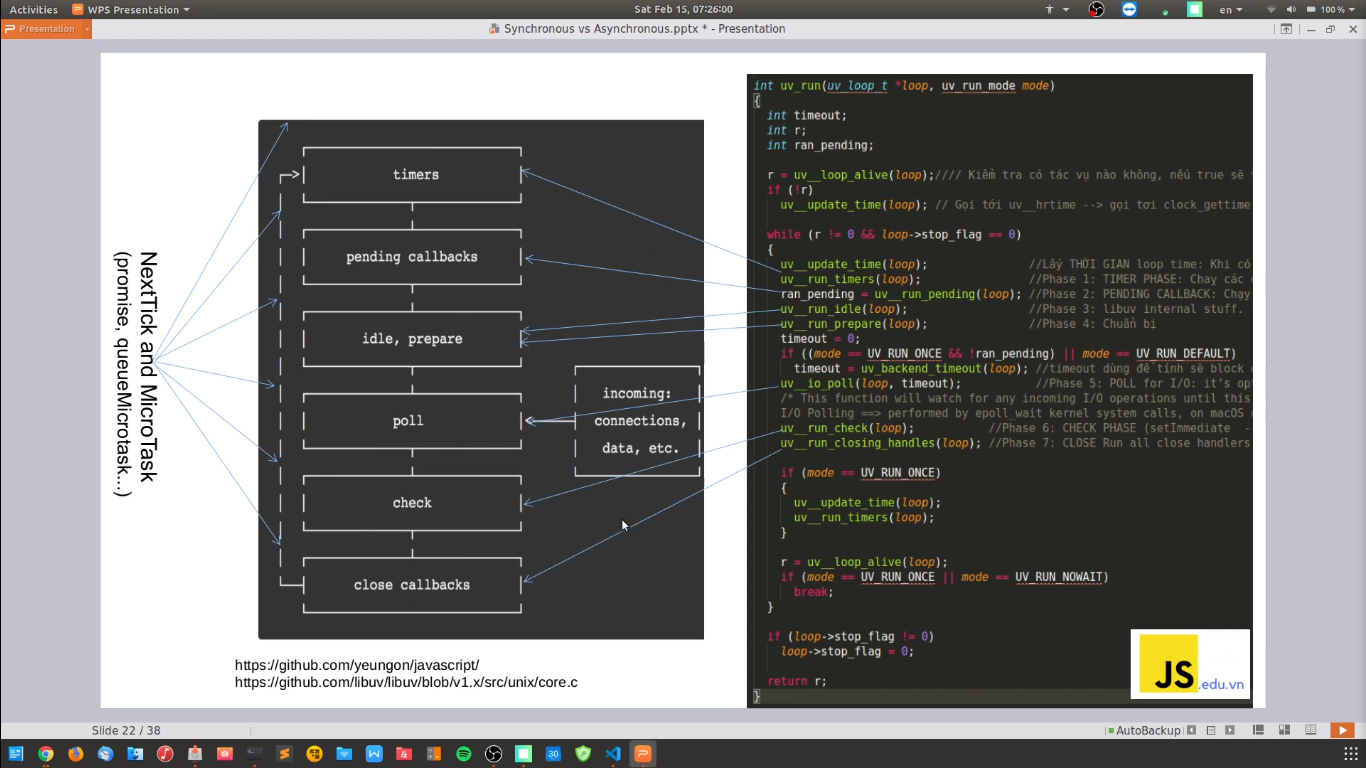 Activities
WPS Presentation
Sat Feb 15, 07:26:00
en
100 %
Presentation
Synchronous vs Asynchronous.pptx * - Presentation
NextTick and MicroTask
(promise, queueMicrotask...)
timers
pending callbacks
idle, prepare
poll
check
close callbacks
incoming:
connections,
data, etc.
https://github.com/yeungon/javascript/
https://github.com/libuv/libuv/blob/v1.x/src/unix/core.c
int uv_run(uv_loop_t *loop, uv_run_mode mode)
{
int timeout;
int r;
int ran_pending;
r = uv__loop_alive(loop);//// Kiểm tra có tác vụ nào không, nếu true sẽ
if (!r)
uv__update_time(loop); // Gọi tới uv__hrtime --> gọi tới clock_gettime
while (r != 0 && loop->stop_flag == 0)
{
uv__update_time(loop); //Lấy THỜI GIAN loop time: Khi có
uv__run_timers(loop); //Phase 1: TIMER PHASE: Chạy các
ran_pending = uv__run_pending(loop); //Phase 2: PENDING CALLBACK: Chạy
uv__run_idle(loop); //Phase 3: libuv internal stuff.
uv__run_prepare(loop); //Phase 4: Chuẩn bị
timeout = 0;
if ((mode == UV_RUN_ONCE && !ran_pending) || mode == UV_RUN_DEFAULT)
timeout = uv_backend_timeout(loop); //timeout dùng để tính sẽ block
uv__io_poll(loop, timeout); //Phase 5: POLL for I/O: it's
/* This function will watch for any incoming I/O operations until this
I/O Polling ==> performed by epoll_wait kernel system calls, on macOS
uv__run_check(loop); //Phase 6: CHECK PHASE (setImmediate
uv__run_closing_handles(loop); //Phase 7: CLOSE Run all close handlers
if (mode == UV_RUN_ONCE)
{
uv__update_time(loop);
uv__run_timers(loop);
}
r = uv__loop_alive(loop);
if (mode == UV_RUN_ONCE || mode == UV_RUN_NOWAIT)
break;
}
if (loop->stop_flag != 0)
loop->stop_flag = 0;
return r;
}
JS.edu.vn
Slide 22 / 38
AutoBackup
30